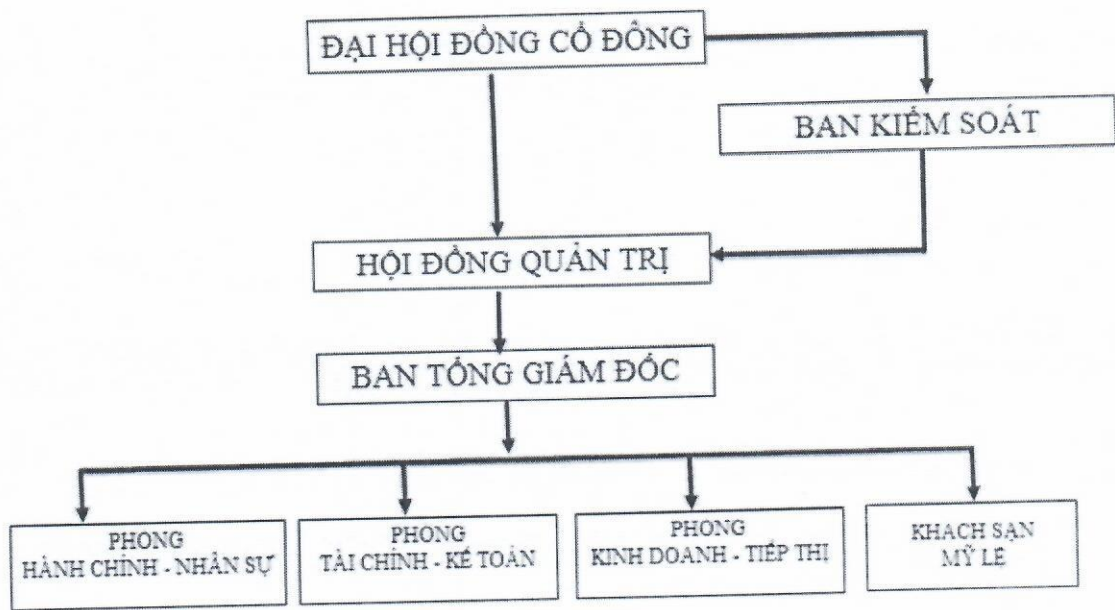 ĐẠI HỘI ĐỒNG CỔ ĐÔNG
BAN KIỂM SOÁT
HỘI ĐỒNG QUẢN TRỊ
BAN TỔNG GIÁM ĐỐC
PHONG
HÀNH CHÍNH - NHÂN SỰ
PHONG
TÀI CHÍNH - KẾ TOÁN
PHONG
KINH DOANH - TIẾP THỊ
KHACH SẠN
MỸ LỆ